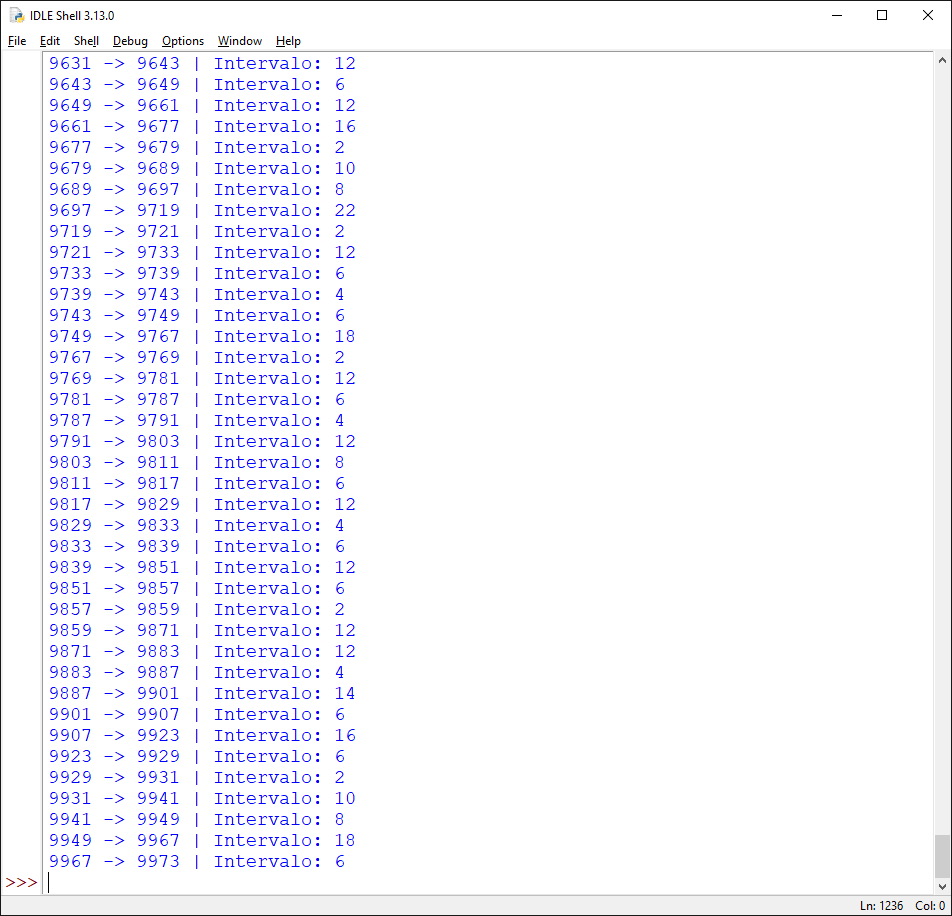 IDLE Shell 3.13.0
File Edit Shell Debug Options Window Help
9631 -> 9643 | Intervalo: 12
9643 -> 9649 | Intervalo: 6
9649 -> 9661 | Intervalo: 12
9661 -> 9677 | Intervalo: 16
9677 -> 9679 | Intervalo: 2
9679 -> 9689 | Intervalo: 10
9689 -> 9697 | Intervalo: 8
9697 -> 9719 | Intervalo: 22
9719 -> 9721 | Intervalo: 2
9721 -> 9733 | Intervalo: 12
9733 -> 9739 | Intervalo: 6
9739 -> 9743 | Intervalo: 4
9743 -> 9749 | Intervalo: 6
9749 -> 9767 | Intervalo: 18
9767 -> 9769 | Intervalo: 2
9769 -> 9781 | Intervalo: 12
9781 -> 9787 | Intervalo: 6
9787 -> 9791 | Intervalo: 4
9791 -> 9803 | Intervalo: 12
9803 -> 9811 | Intervalo: 8
9811 -> 9817 | Intervalo: 6
9817 -> 9829 | Intervalo: 12
9829 -> 9833 | Intervalo: 4
9833 -> 9839 | Intervalo: 6
9839 -> 9851 | Intervalo: 12
9851 -> 9857 | Intervalo: 6
9857 -> 9859 | Intervalo: 2
9859 -> 9871 | Intervalo: 12
9871 -> 9883 | Intervalo: 12
9883 -> 9887 | Intervalo: 4
9887 -> 9901 | Intervalo: 14
9901 -> 9907 | Intervalo: 6
9907 -> 9923 | Intervalo: 16
9923 -> 9929 | Intervalo: 6
9929 -> 9931 | Intervalo: 2
9931 -> 9941 | Intervalo: 10
9941 -> 9949 | Intervalo: 8
9949 -> 9967 | Intervalo: 18
9967 -> 9973 | Intervalo: 6
>>>
Ln: 1236 Col: 0